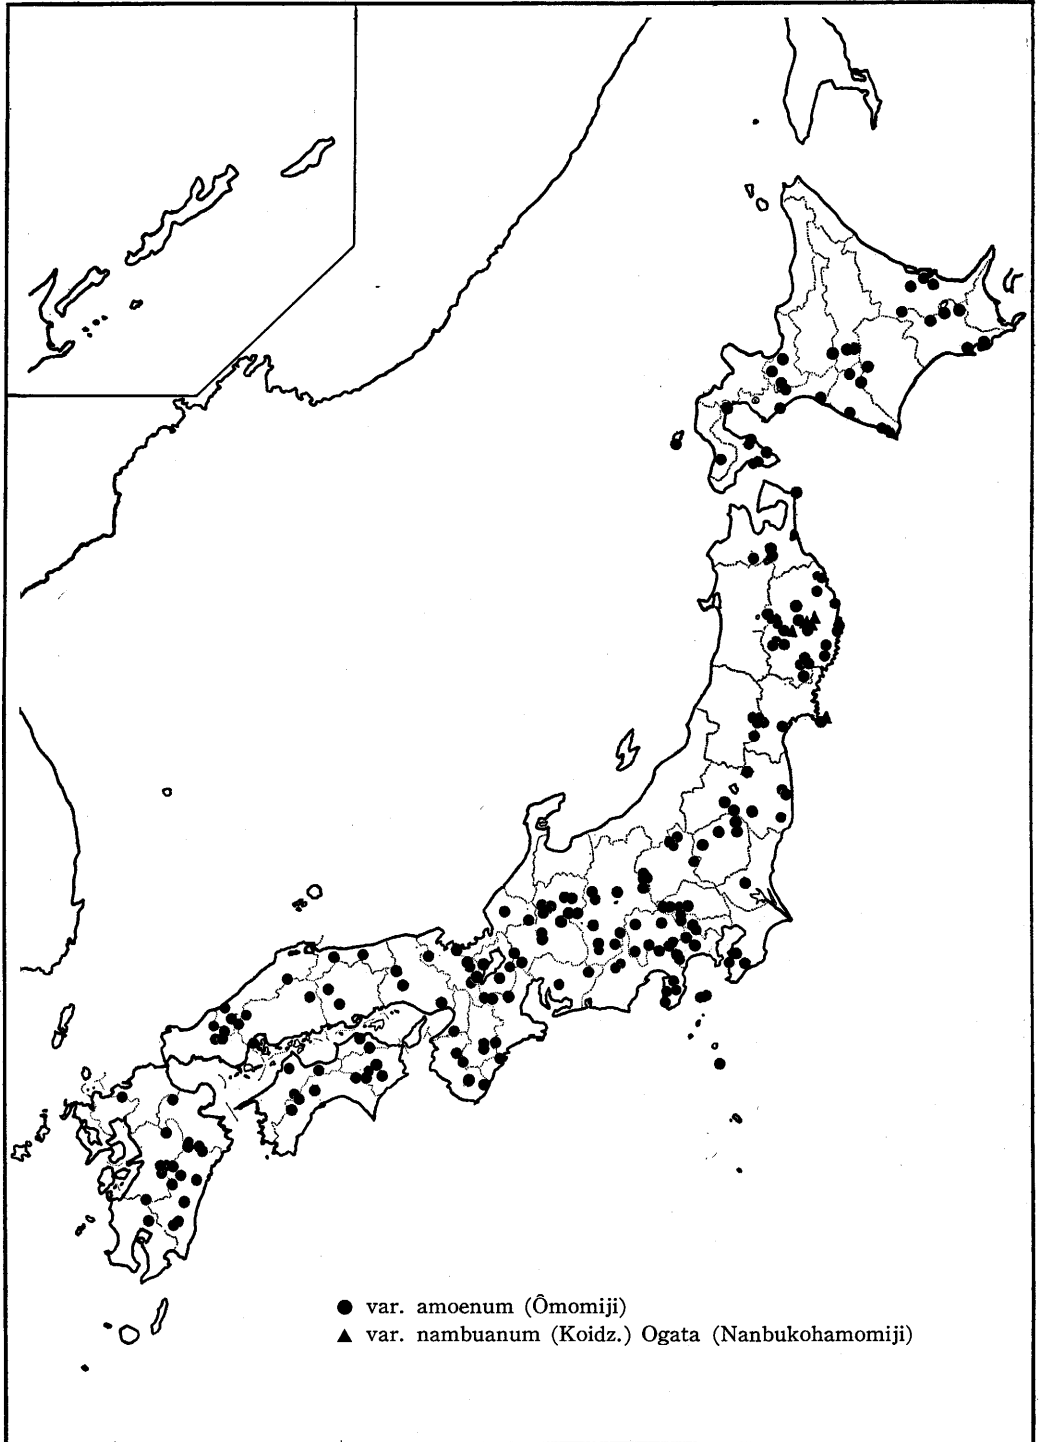 ● var. amoenum (Ômomiji)
▲ var. nambuanum (Koidz.) Ogata (Nanbukohamomiji)